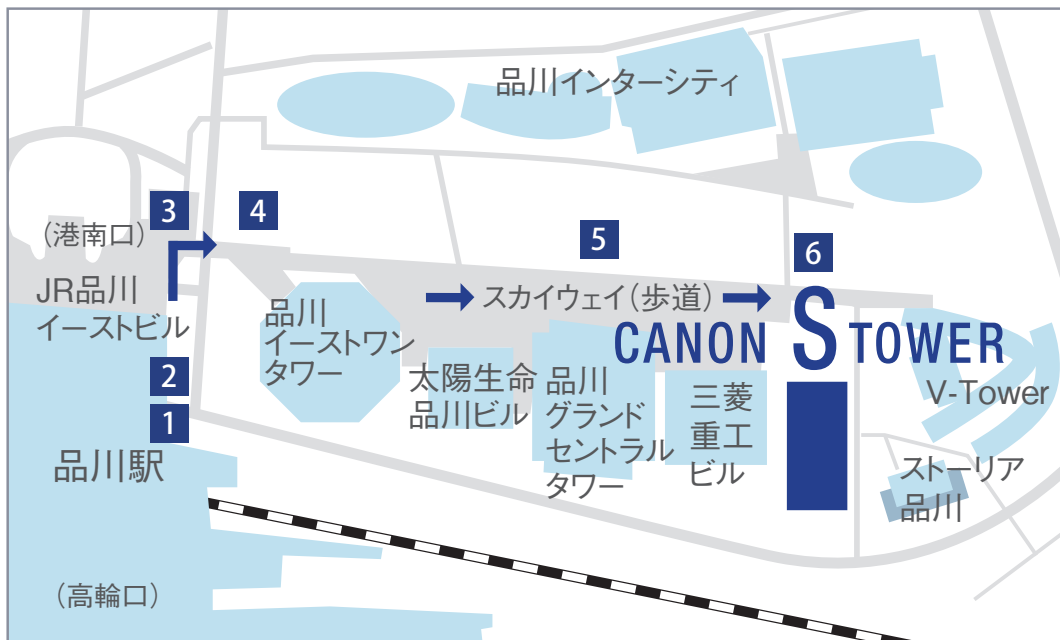 品川インターシティ
3
4
(港南口)
5
6
JR品川
イーストビル
スカイウェイ(歩道)
品川
イーストワン
タワー
CANON S TOWER
2
1
太陽生命
品川ビル
品川
グランド
セントラル
タワー
三菱
重工
ビル
V-Tower
品川駅
ストーリア
品川
(高輪口)